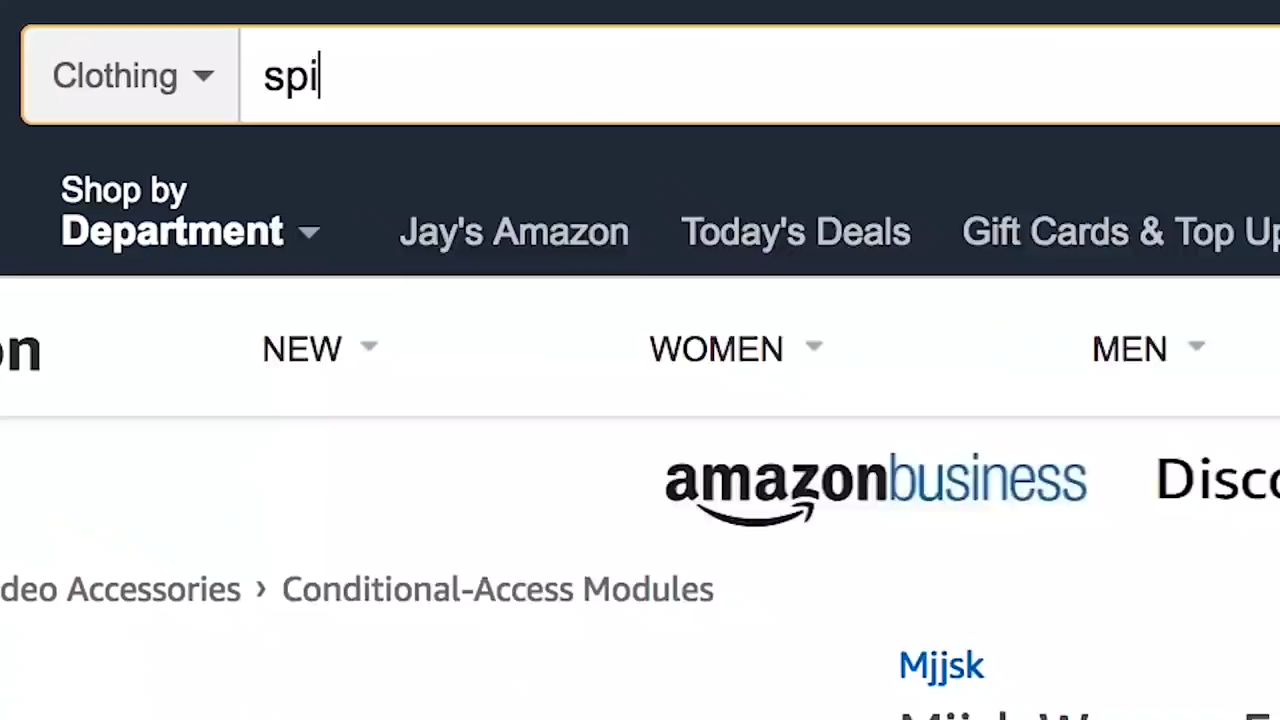 Clothing spi
Shop by
Department Jay's Amazon Today's Deals Gift Cards & Top Up
on NEW WOMEN MEN
amazonbusiness Disco
deo Accessories › Conditional-Access Modules
Mjjsk